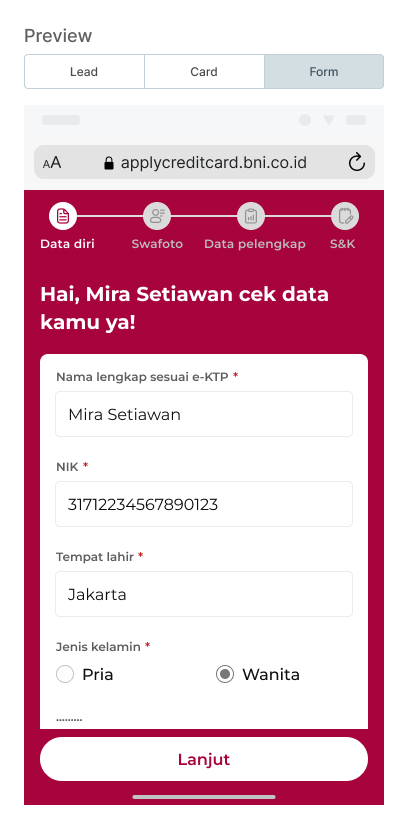 Preview
Lead Card Form
AA applycreditcard.bni.co.id
Data diri Swafoto Data pelengkap S&K
Hai, Mira Setiawan cek data
kamu ya!
Nama lengkap sesuai e-KTP *
Mira Setiawan
NIK *
31712234567890123
Tempat lahir *
Jakarta
Jenis kelamin *
Pria Wanita
.........
Lanjut